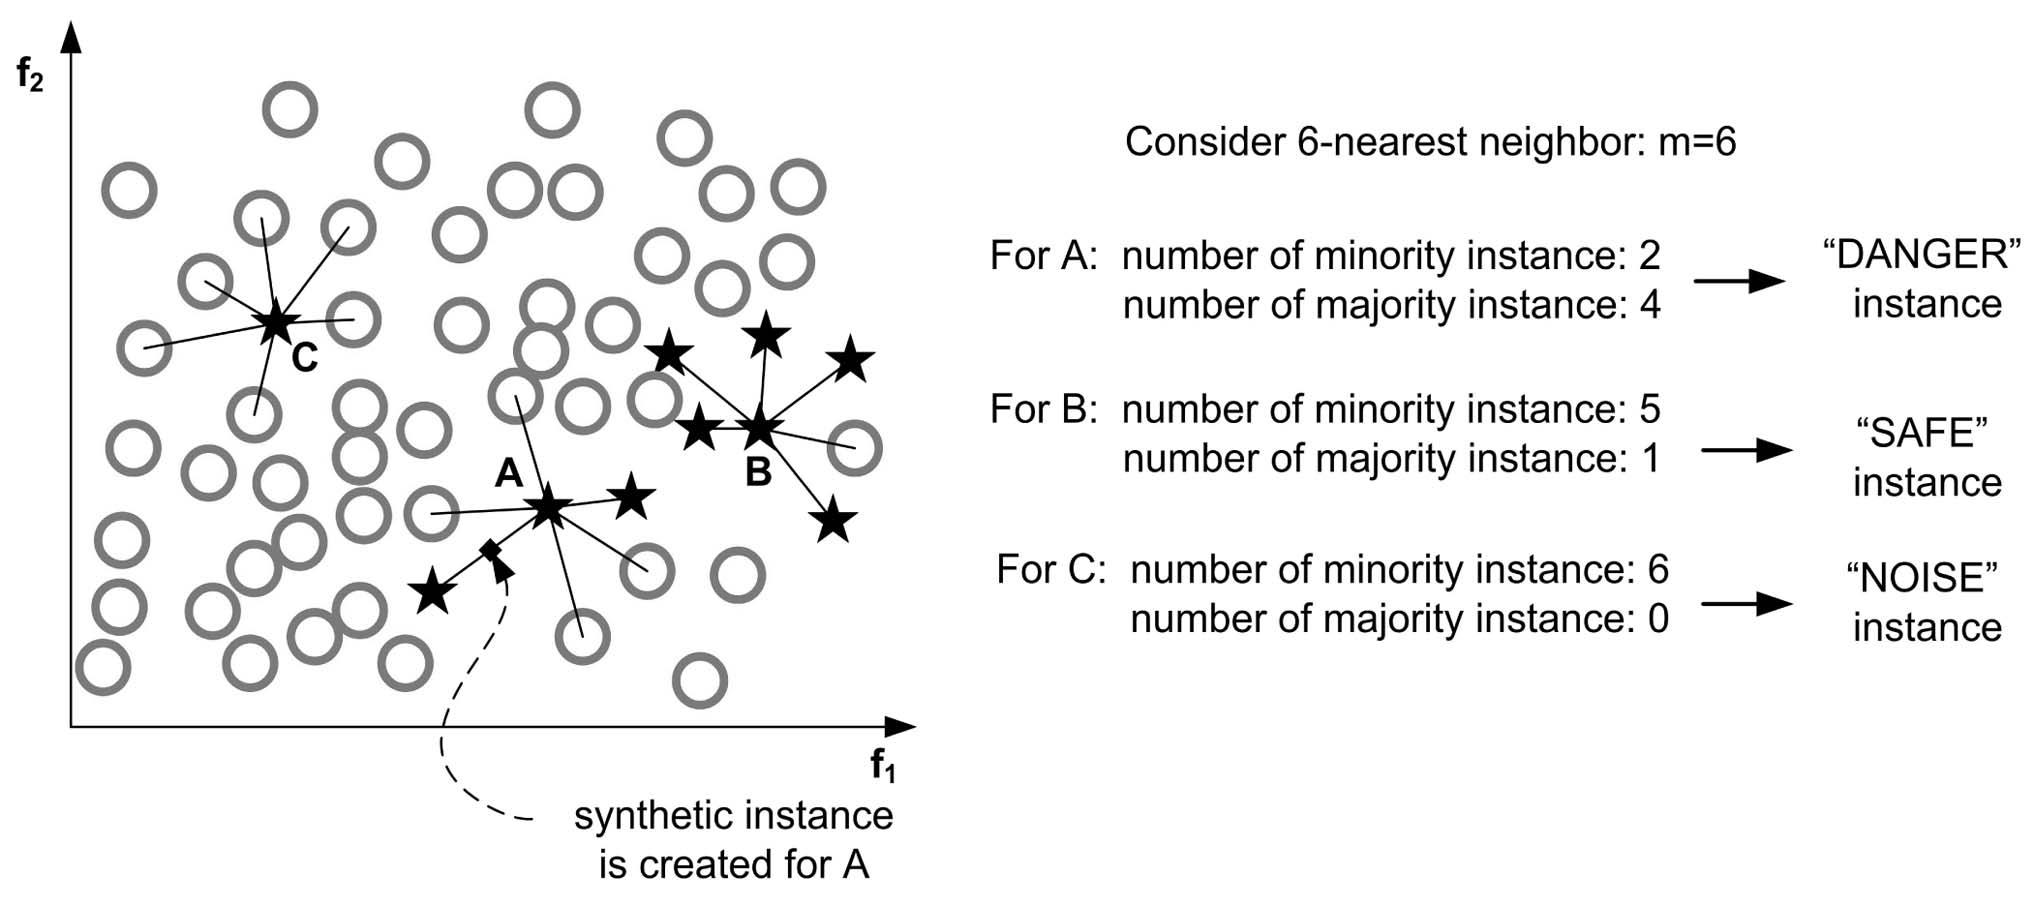 f2
C
A
B
f1
synthetic instance
is created for A
Consider 6-nearest neighbor: m=6
For A: number of minority instance: 2
number of majority instance: 4
“DANGER”
instance
For B: number of minority instance: 5
number of majority instance: 1
“SAFE”
instance
For C: number of minority instance: 6
number of majority instance: 0
“NOISE”
instance